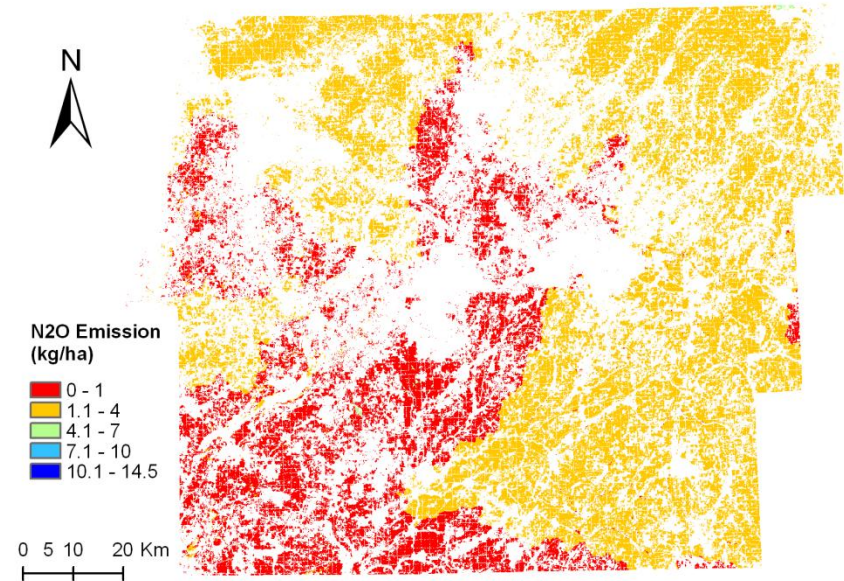 N
N2O Emission
(kg/ha)
0 - 1
1.1 - 4
4.1 - 7
7.1 - 10
10.1 - 14.5
0 5 10 20 Km